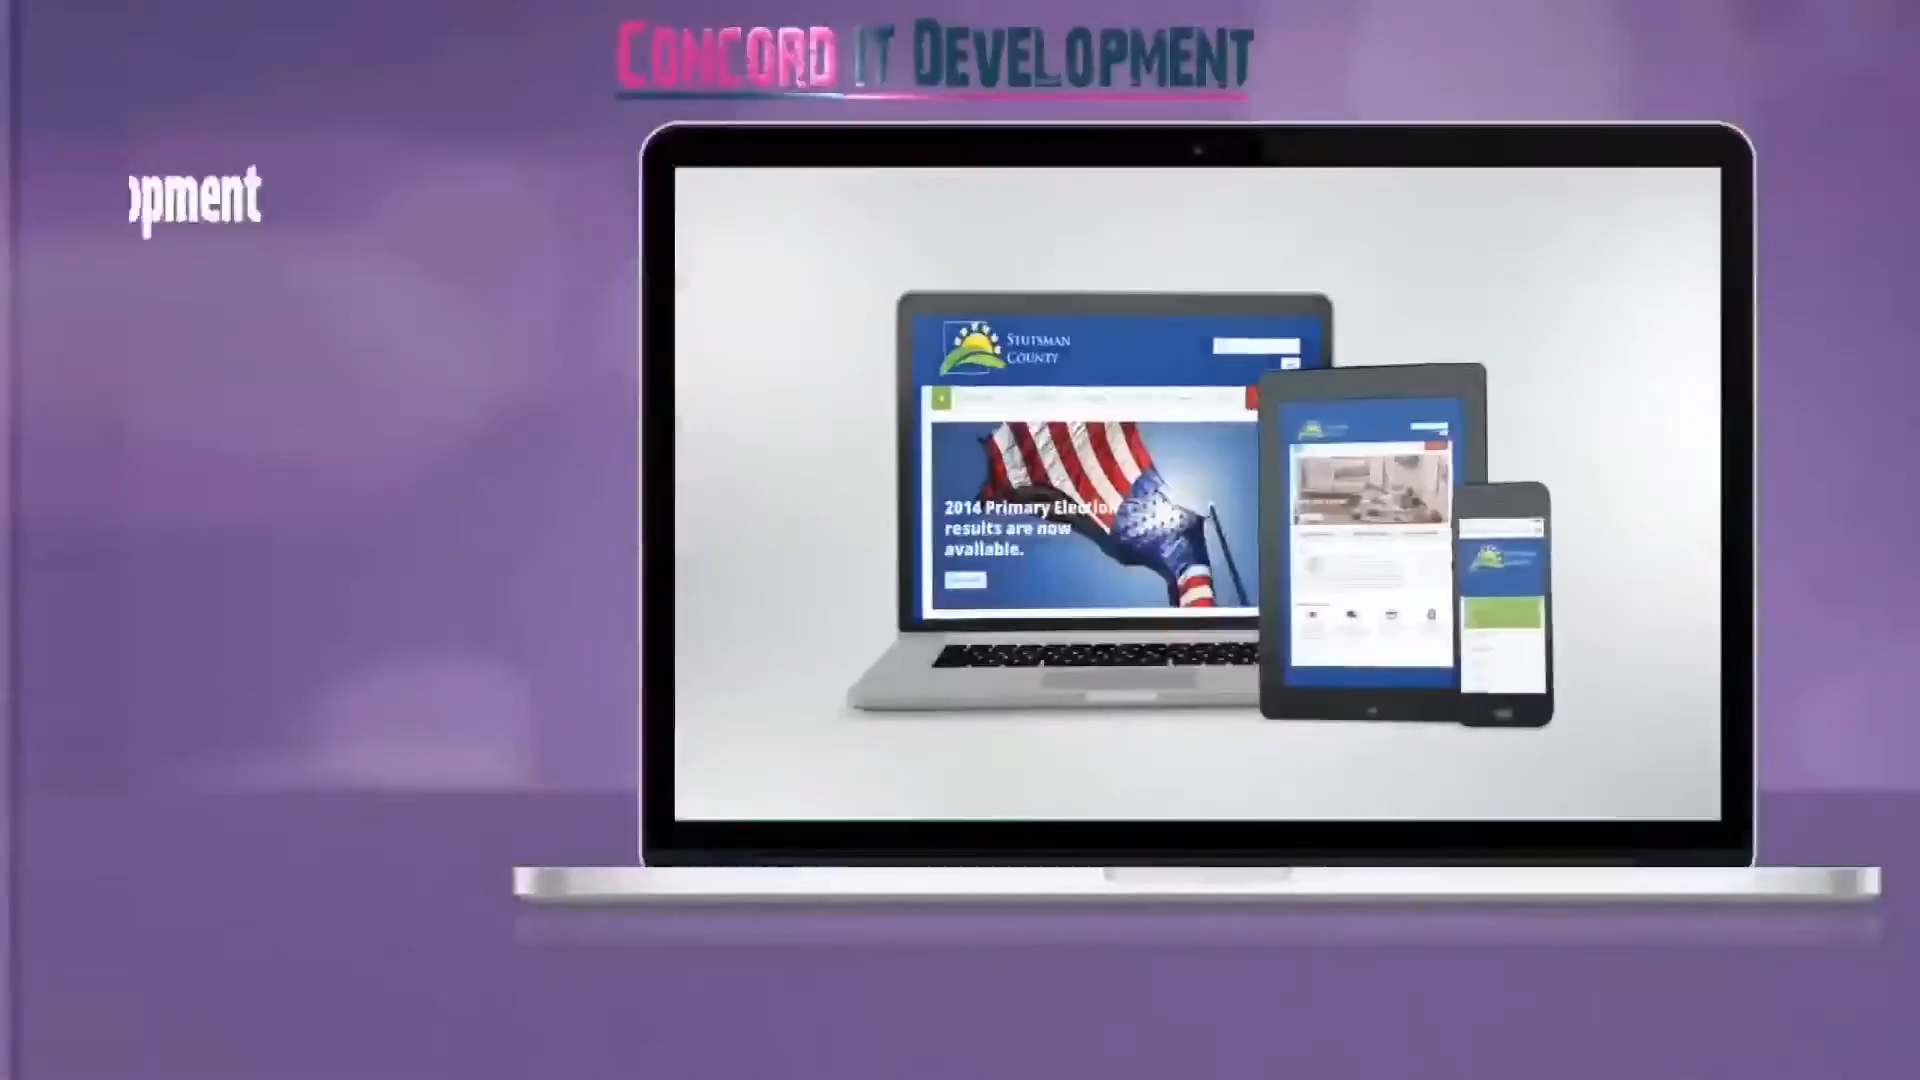 CONCORD IT DEVELOPMENT
opment
STUTSMAN
COUNTY
2014 Primary Election
results are now
available.